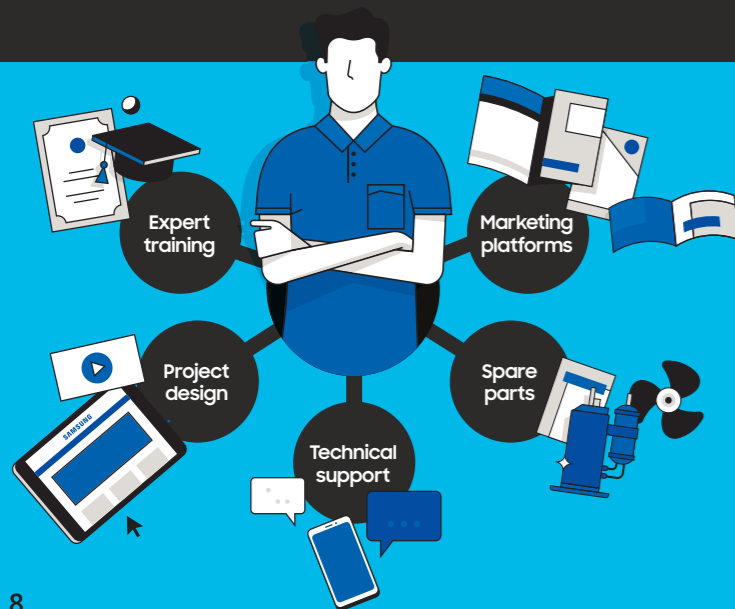 Expert
training
Marketing
platforms
Project
design
Spare
parts
SAMSUNG
Technical
support
8